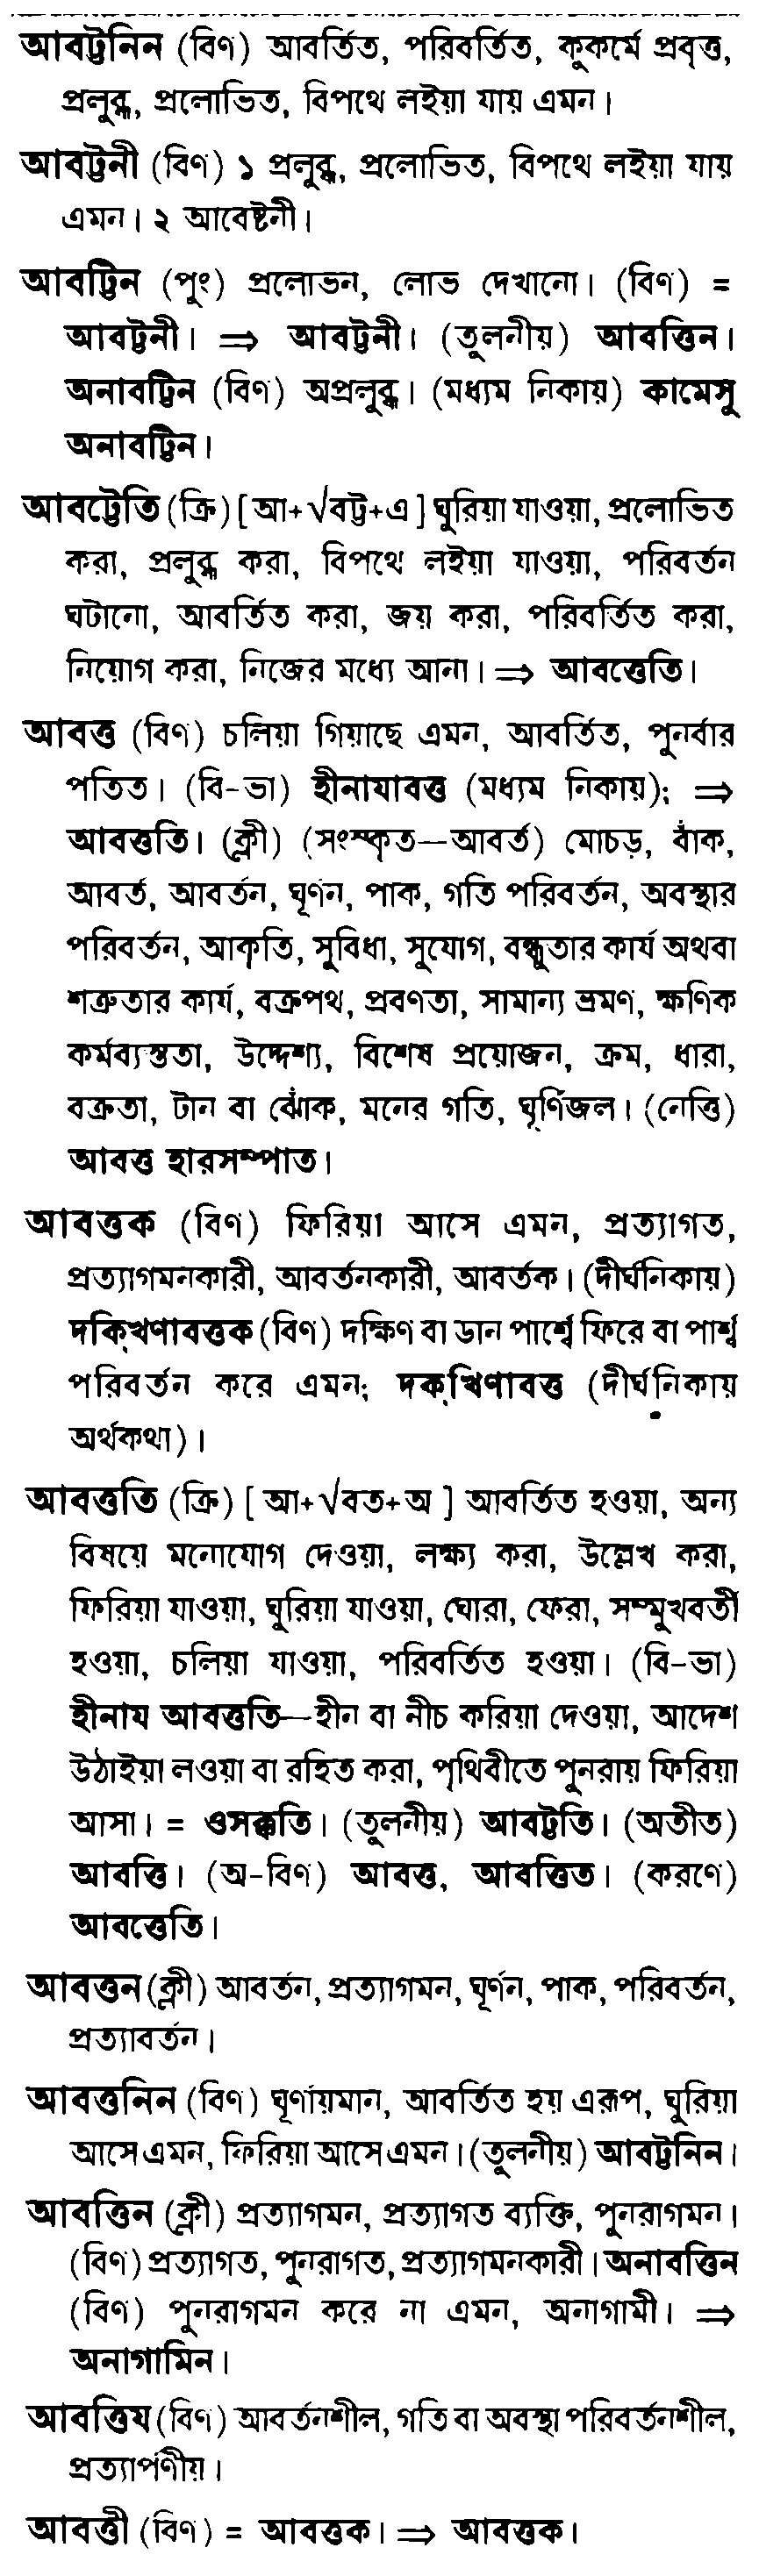 আবট্টনিন (বিণ) আবর্তিত, পরিবর্তিত, কুকর্মে প্রবৃত্ত,
প্রলুব্ধ, প্রলোভিত, বিপথে লইয়া যায় এমন।
আবট্টনী (বিণ) ১ প্রলুব্ধ, প্রলোভিত, বিপথে লইয়া যায়
এমন। ২ আবেষ্টনী।
আবট্টিন (পুং) প্রলোভন, লোভ দেখানো। (বিণ) =
আবট্টনী। ⇒ আবট্টনী। (তুলনীয়) আবত্তিন।
অনাবট্টিন (বিণ) অপ্রলুব্ধ। (মধ্যম নিকায়) কামেসু
অনাবট্টিন।
আবট্টেতি (ক্রি) [ আ+√বট্ট+এ ] ঘুরিয়া যাওয়া, প্রলোভিত
করা, প্রলুব্ধ করা, বিপথে লইয়া যাওয়া, পরিবর্তন
ঘটানো, আবর্তিত করা, জয় করা, পরিবর্তিত করা,
নিয়োগ করা, নিজের মধ্যে আনা। ⇒ আবত্তেতি।
আবত্ত (বিণ) চলিয়া গিয়াছে এমন, আবর্তিত, পুনর্বার
পতিত। (বি-ভা) হীনাযাবত্ত (মধ্যম নিকায়); ⇒
আবত্ততি। (ক্লী) (সংস্কৃত—আবর্ত) মোচড়, বাঁক,
আবর্ত, আবর্তন, ঘূর্ণন, পাক, গতি পরিবর্তন, অবস্থার
পরিবর্তন, আকৃতি, সুবিধা, সুযোগ, বন্ধুতার কার্য অথবা
শত্রুতার কার্য, বক্রপথ, প্রবণতা, সামান্য ভ্রমণ, ক্ষণিক
কর্মব্যস্ততা, উদ্দেশ্য, বিশেষ প্রয়োজন, ক্রম, ধারা,
বক্রতা, টান বা ঝোঁক, মনের গতি, ঘূর্ণিজল। (নেত্তি)
আবত্ত হারসম্পাত।
আবত্তক (বিণ) ফিরিয়া আসে এমন, প্রত্যাগত,
প্রত্যাগমনকারী, আবর্তনকারী, আবর্তক। (দীর্ঘনিকায়)
দক্খিণাবত্তক (বিণ) দক্ষিণ বা ডান পার্শ্বে ফিরে বা পার্শ্ব
পরিবর্তন করে এমন; দক্খিণাবত্ত (দীর্ঘনিকায়
অর্থকথা)।
আবত্ততি (ক্রি) [ আ+√বত+অ ] আবর্তিত হওয়া, অন্য
বিষয়ে মনোযোগ দেওয়া, লক্ষ্য করা, উল্লেখ করা,
ফিরিয়া যাওয়া, ঘুরিয়া যাওয়া, ঘোরা, ফেরা, সম্মুখবর্তী
হওয়া, চলিয়া যাওয়া, পরিবর্তিত হওয়া। (বি-ভা)
হীনায আবত্ততি—হীন বা নীচ করিয়া দেওয়া, আদেশ
উঠাইয়া লওয়া বা রহিত করা, পৃথিবীতে পুনরায় ফিরিয়া
আসা। = ওসক্কতি। (তুলনীয়) আবট্টতি। (অতীত)
আবত্তি। (অ-বিণ) আবত্ত, আবত্তিত। (করণে)
আবত্তেতি।
আবত্তন (ক্লী) আবর্তন, প্রত্যাগমন, ঘূর্ণন, পাক, পরিবর্তন,
প্রত্যাবর্তন।
আবত্তনিন (বিণ) ঘূর্ণায়মান, আবর্তিত হয় এরূপ, ঘুরিয়া
আসে এমন, ফিরিয়া আসে এমন। (তুলনীয়) আবট্টনিন।
আবত্তিন (ক্লী) প্রত্যাগমন, প্রত্যাগত ব্যক্তি, পুনরাগমন।
(বিণ) প্রত্যাগত, পুনরাগত, প্রত্যাগমনকারী। অনাবত্তিন
(বিণ) পুনরাগমন করে না এমন, অনাগামী। ⇒
অনাগামিন।
আবত্তিয (বিণ) আবর্তনশীল, গতি বা অবস্থা পরিবর্তনশীল,
প্রত্যার্পণীয়।
আবত্তী (বিণ) = আবত্তক। ⇒ আবত্তক।